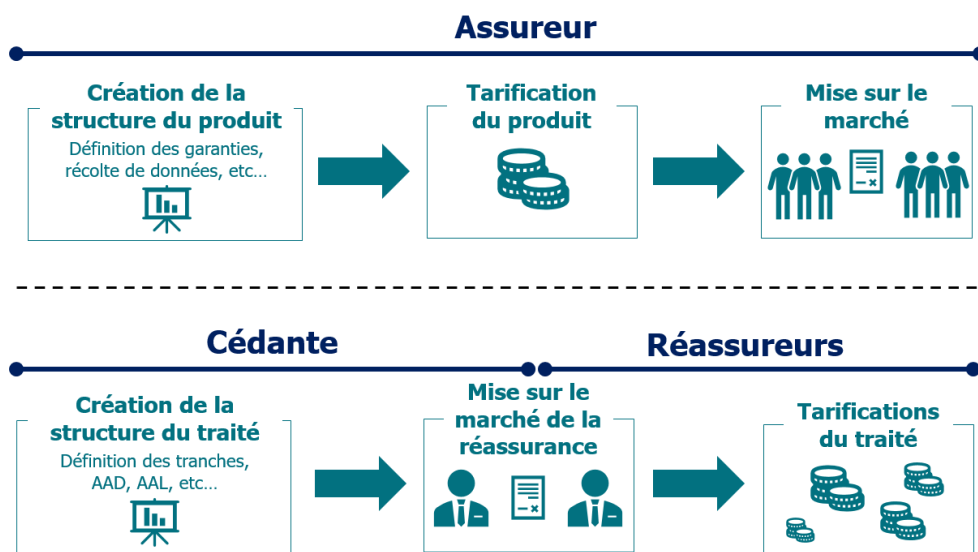 Assureur
Création de la
structure du produit
Définition des garanties,
récolte de données, etc...
Tarification
du produit
Mise sur le
marché
Cédante
Réassureurs
Création de la
structure du traité
Définition des tranches,
AAD, AAL, etc...
Mise sur le
marché de la
réassurance
Tarifications
du traité